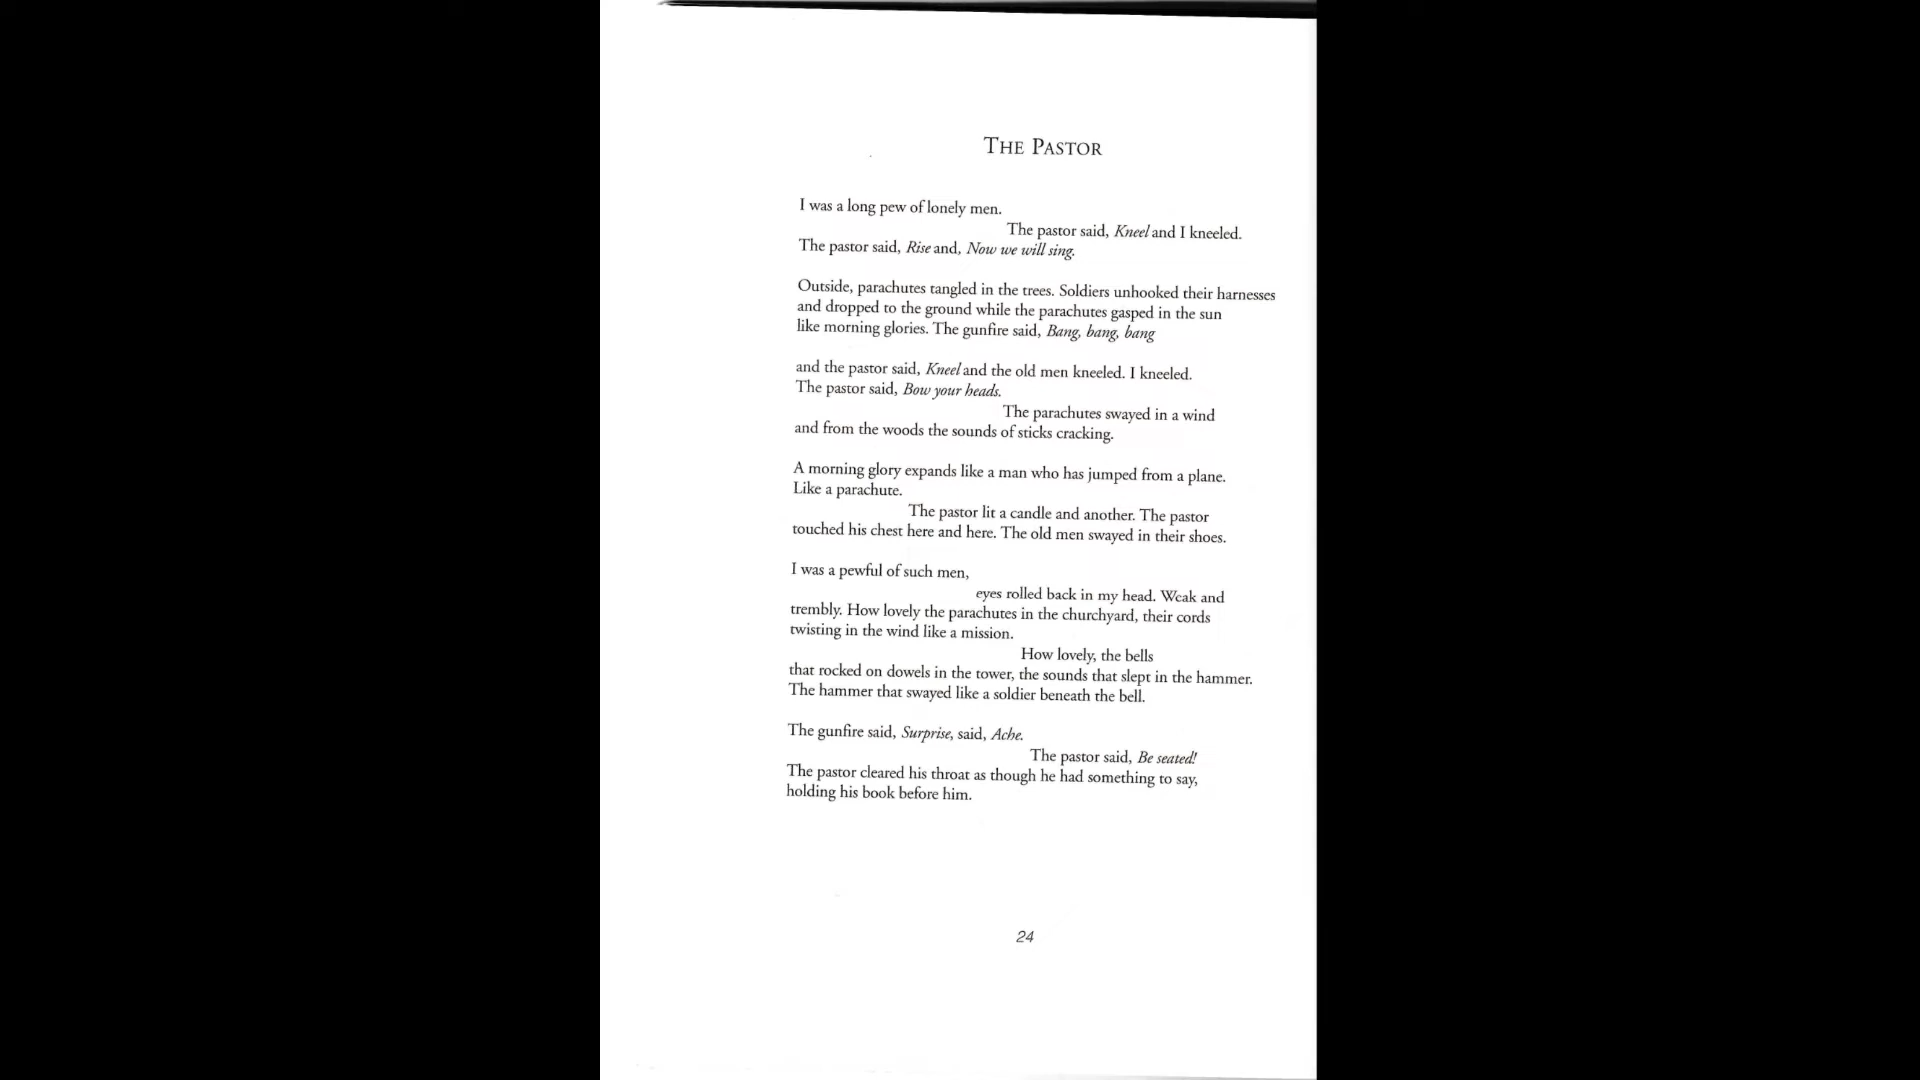 THE PASTOR
I was a long pew of lonely men.
The pastor said, Kneel and I kneeled.
The pastor said, Rise and, Now we will sing.
Outside, parachutes tangled in the trees. Soldiers unhooked their harnesses
and dropped to the ground while the parachutes gasped in the sun
like morning glories. The gunfire said, Bang, bang, bang
and the pastor said, Kneel and the old men kneeled. I kneeled.
The pastor said, Bow your heads.
The parachutes swayed in a wind
and from the woods the sounds of sticks cracking.
A morning glory expands like a man who has jumped from a plane.
Like a parachute.
The pastor lit a candle and another. The pastor
touched his chest here and here. The old men swayed in their shoes.
I was a pewful of such men,
eyes rolled back in my head. Weak and
trembly. How lovely the parachutes in the churchyard, their cords
twisting in the wind like a mission.
How lovely, the bells
that rocked on dowels in the tower, the sounds that slept in the hammer.
The hammer that swayed like a soldier beneath the bell.
The gunfire said, Surprise, said, Ache.
The pastor said, Be seated!
The pastor cleared his throat as though he had something to say,
holding his book before him.
24